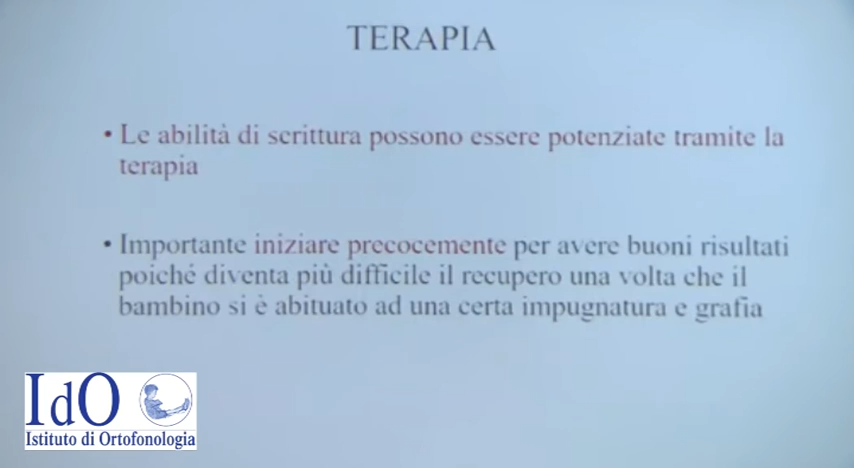 TERAPIA
• Le abilità di scrittura possono essere potenziate tramite la
terapia
• Importante iniziare precocemente per avere buoni risultati
poiché diventa più difficile il recupero una volta che il
bambino si è abituato ad una certa impugnatura e grafia
IdO
Istituto di Ortofonologia